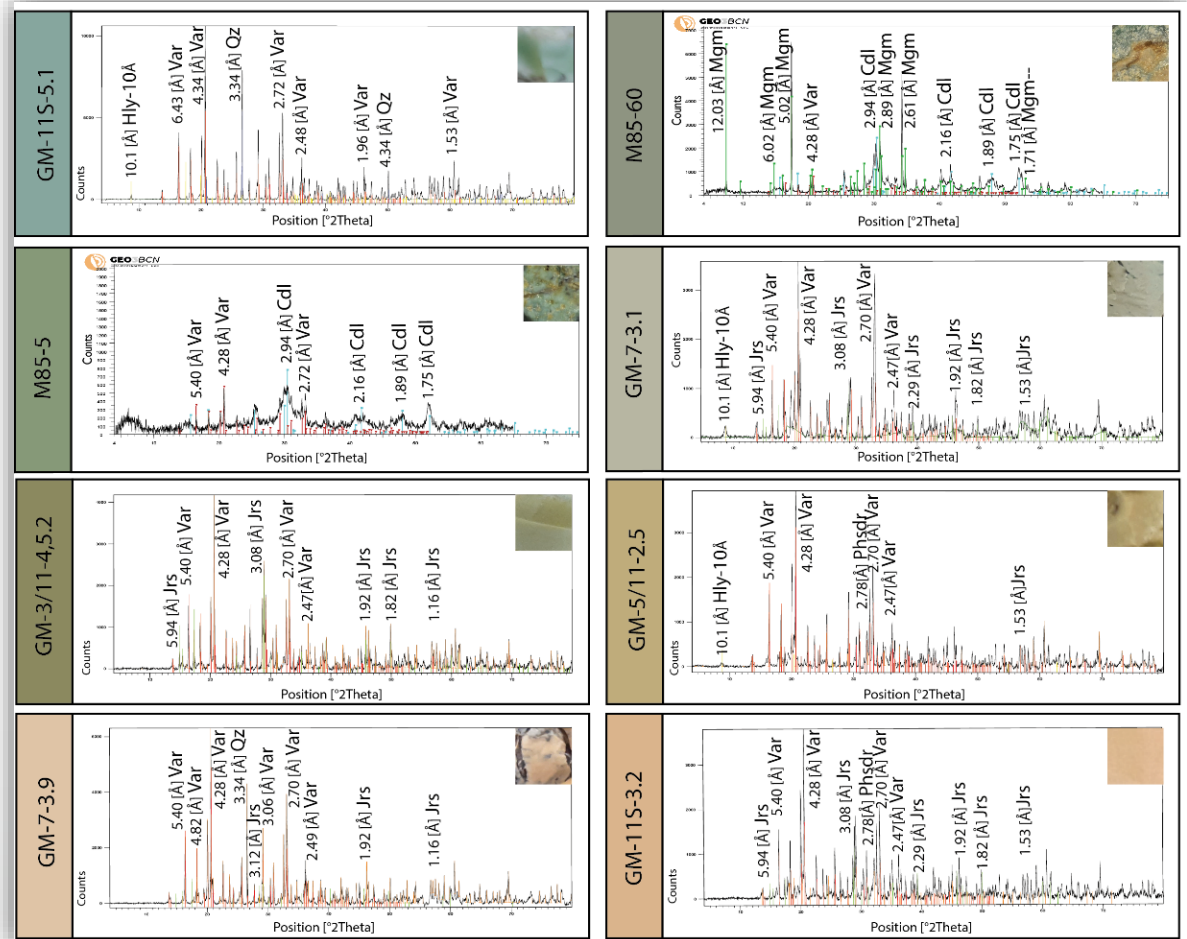 GM-11S-5.1
Counts
10.1 [Å] Hly-10Å
6.43 [Å] Var
4.34 [Å] Var
3.34 [Å] Qz
2.72 [Å] Var
2.48 [Å] Var
1.96 [Å] Var
4.34 [Å] Qz
1.53 [Å] Var
10 20 30 40 50 60 70
Position [°2Theta]
M85-60
GEO3BCN
Counts
12.03 [Å] Mgm
6.02 [Å] Mgm
5.02 [Å] Mgm
4.28 [Å] Var
2.94 [Å] Cdl
2.89 [Å] Mgm
2.61 [Å] Mgm
2.16 [Å] Cdl
1.89 [Å] Cdl
1.75 [Å] Cdl
1.71 [Å] Mgm--
Position [°2Theta]
M85-5
GEO3BCN
Counts
5.40 [Å] Var
4.28 [Å] Var
2.94 [Å] Cdl
2.72 [Å] Var
2.16 [Å] Cdl
1.89 [Å] Cdl
1.75 [Å] Cdl
Position [°2Theta]
GM-7-3.1
Counts
10.1 [Å] Hly-10Å
5.94 [Å] Jrs
5.40 [Å] Var
4.28 [Å] Var
3.08 [Å] Jrs
2.70 [Å] Var
2.47[Å] Var
2.29 [Å] Jrs
1.92 [Å] Jrs
1.82 [Å] Jrs
1.53 [Å]Jrs
Position [°2Theta]
GM-3/11-4,5.2
Counts
5.94 [Å] Jrs
5.40 [Å] Var
4.28 [Å] Var
3.08 [Å] Jrs
2.70 [Å] Var
2.47[Å] Var
1.92 [Å] Jrs
1.82 [Å] Jrs
1.16 [Å] Jrs
Position [°2Theta]
GM-5/11-2.5
Counts
10.1 [Å] Hly-10Å
5.40 [Å] Var
4.28 [Å] Var
2.78[Å] Phsdr
2.70 [Å] Var
2.47[Å] Var
1.53 [Å]Jrs
Position [°2Theta]
GM-7-3.9
Counts
5.40 [Å] Var
4.82 [Å] Var
4.28 [Å] Var
3.34 [Å] Qz
3.12 [Å] Jrs
3.06 [Å] Var
2.70 [Å] Var
2.49 [Å] Var
1.92 [Å] Jrs
1.16 [Å] Jrs
Position [°2Theta]
GM-11S-3.2
Counts
5.94 [Å] Jrs
5.40 [Å] Var
4.28 [Å] Var
3.08 [Å] Jrs
2.78[Å] Phsdr
2.70 [Å] Var
2.47[Å] Var
2.29 [Å] Jrs
1.92 [Å] Jrs
1.82 [Å] Jrs
1.53 [Å]Jrs
Position [°2Theta]